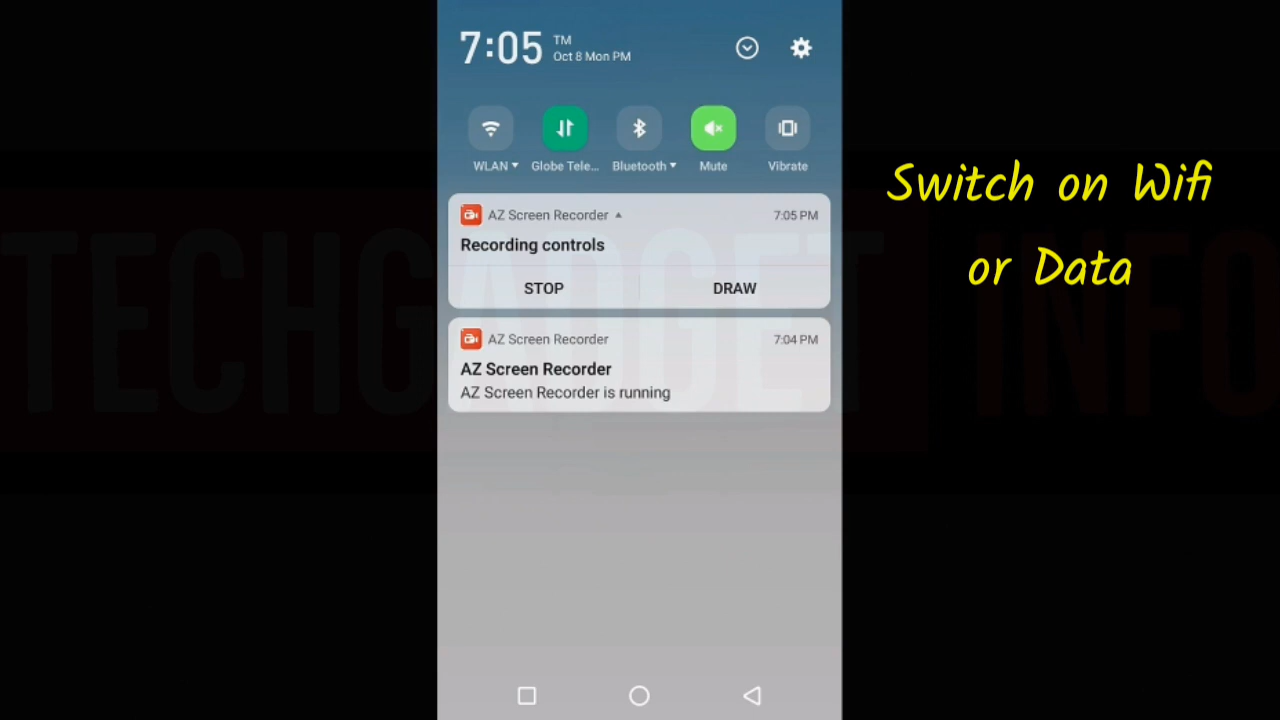 7:05 TM
Oct 8 Mon PM
WLAN Globe Tele... Bluetooth Mute Vibrate
Switch on Wifi
or Data
AZ Screen Recorder 7:05 PM
Recording controls
STOP DRAW
AZ Screen Recorder 7:04 PM
AZ Screen Recorder
AZ Screen Recorder is running
TECHGADGET INFO